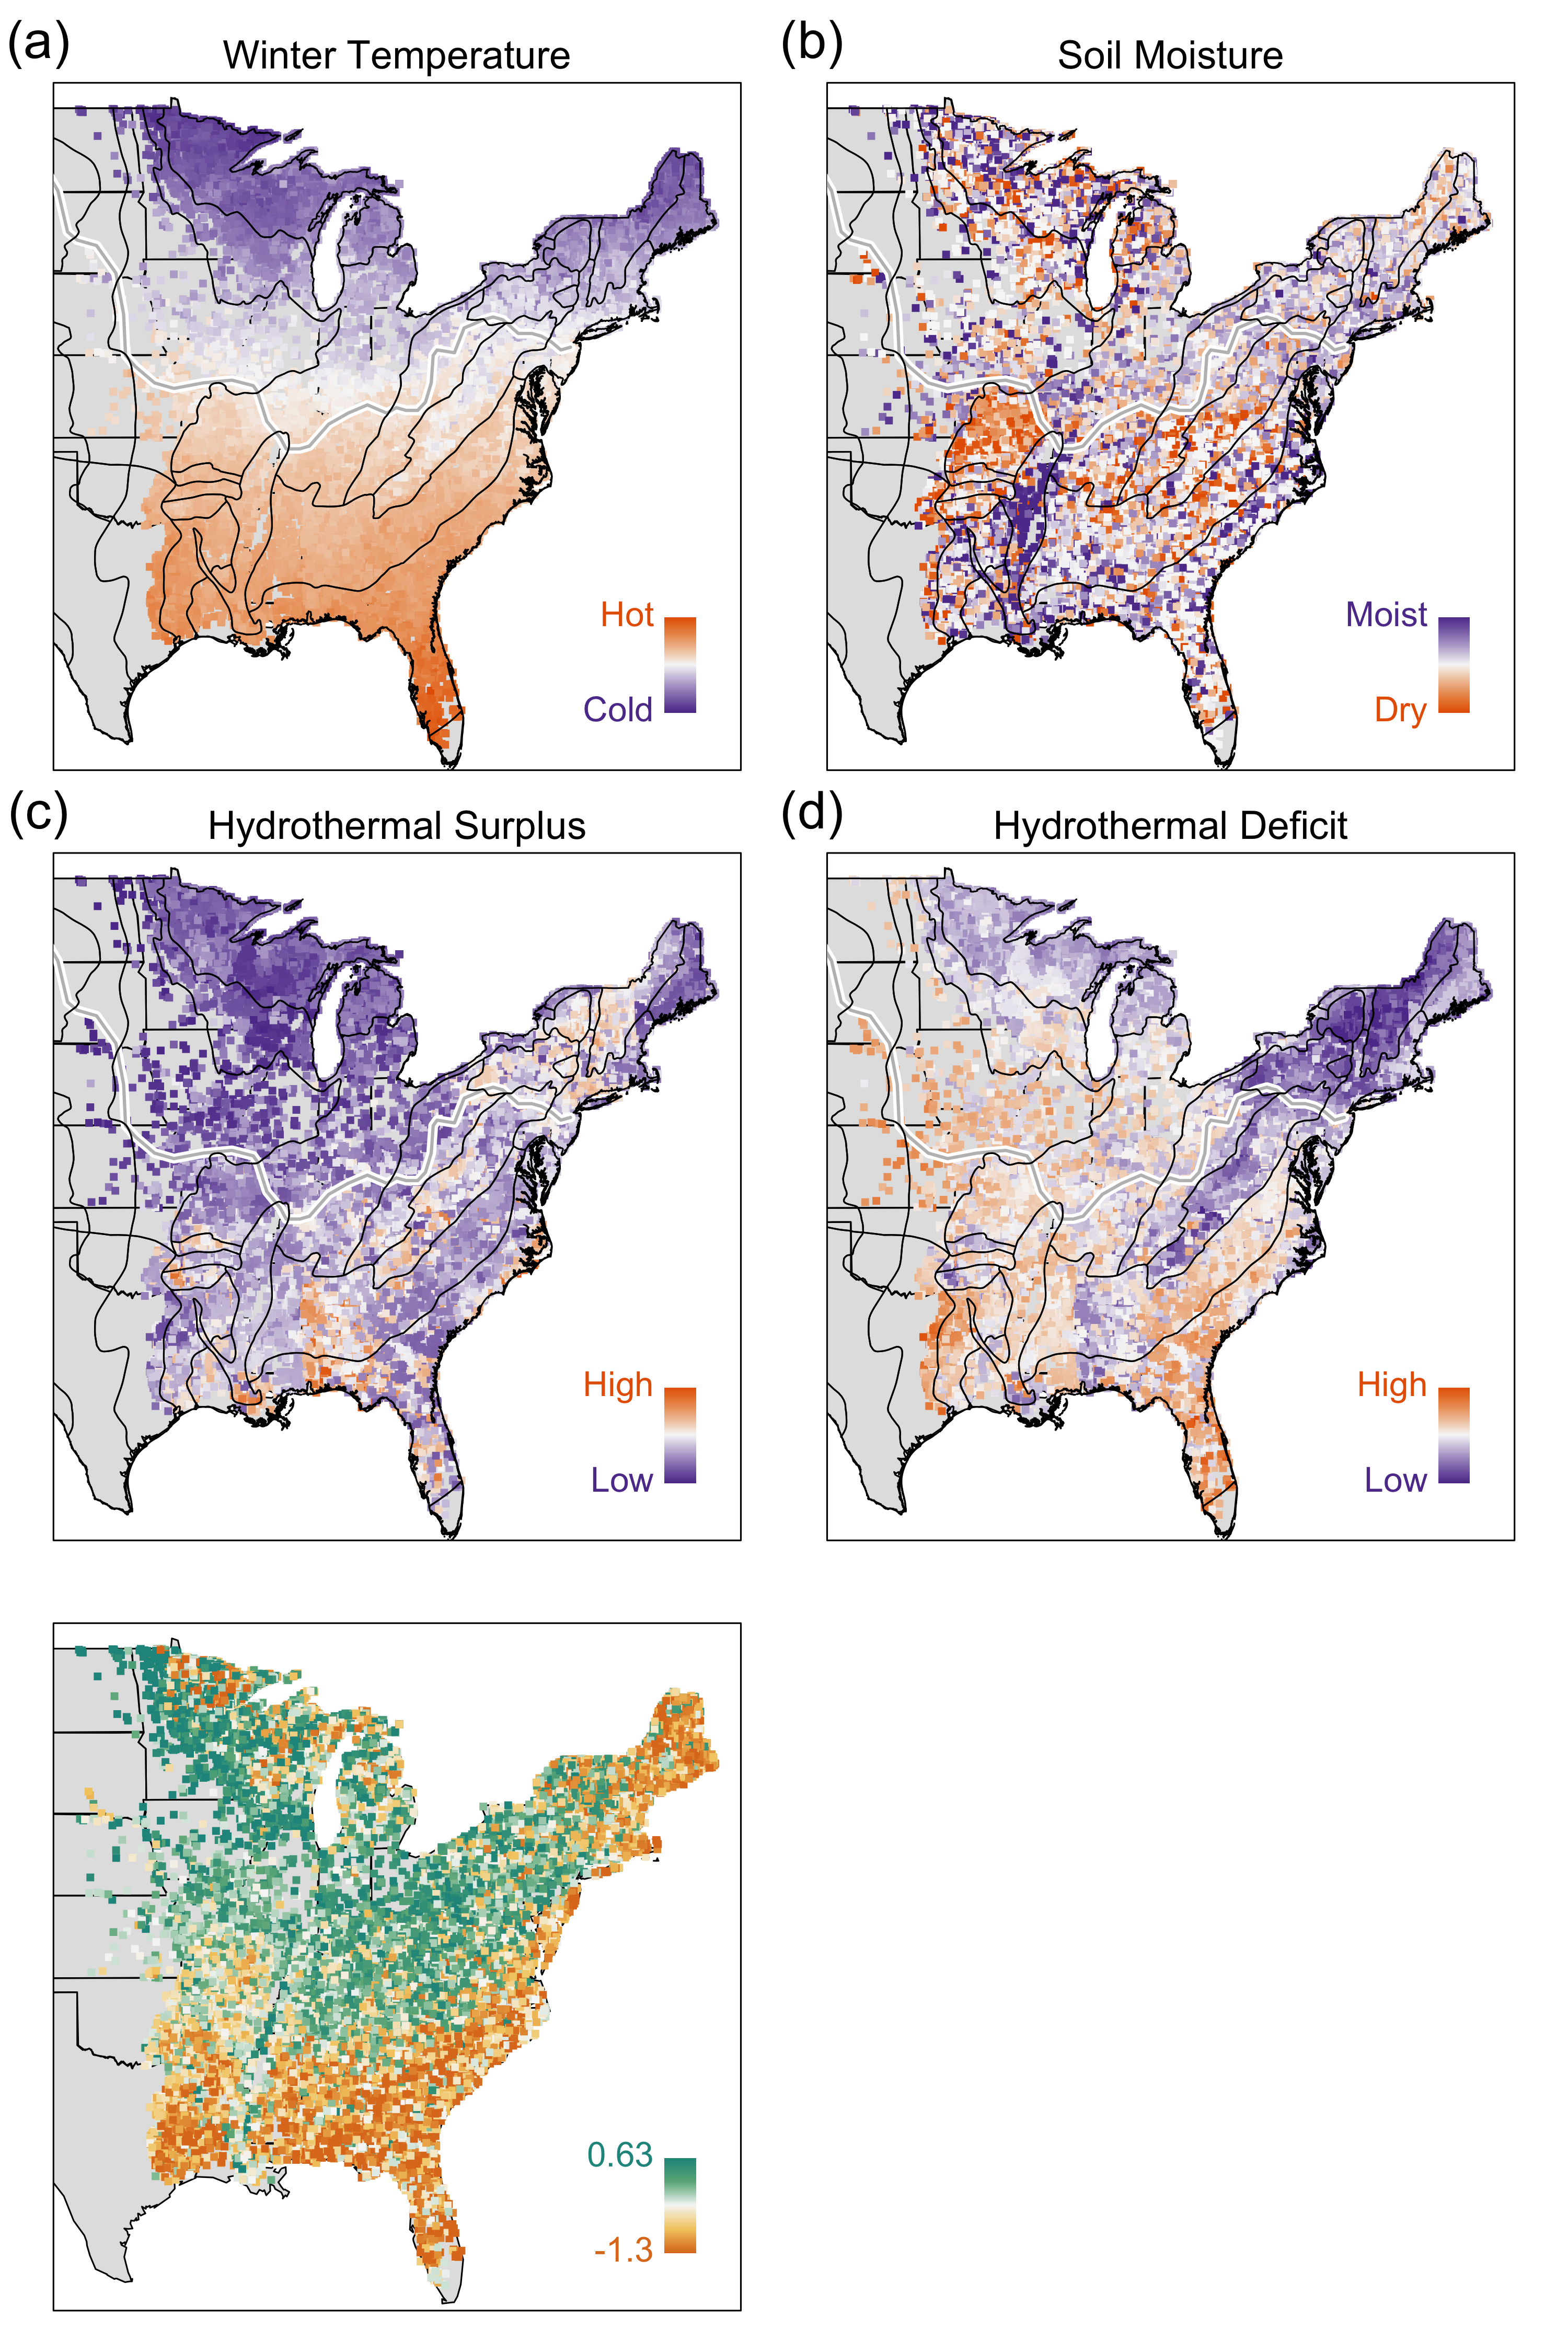 (a)
Winter Temperature
Hot
Cold
(b)
Soil Moisture
Moist
Dry
(c)
Hydrothermal Surplus
High
Low
(d)
Hydrothermal Deficit
High
Low
0.63
-1.3